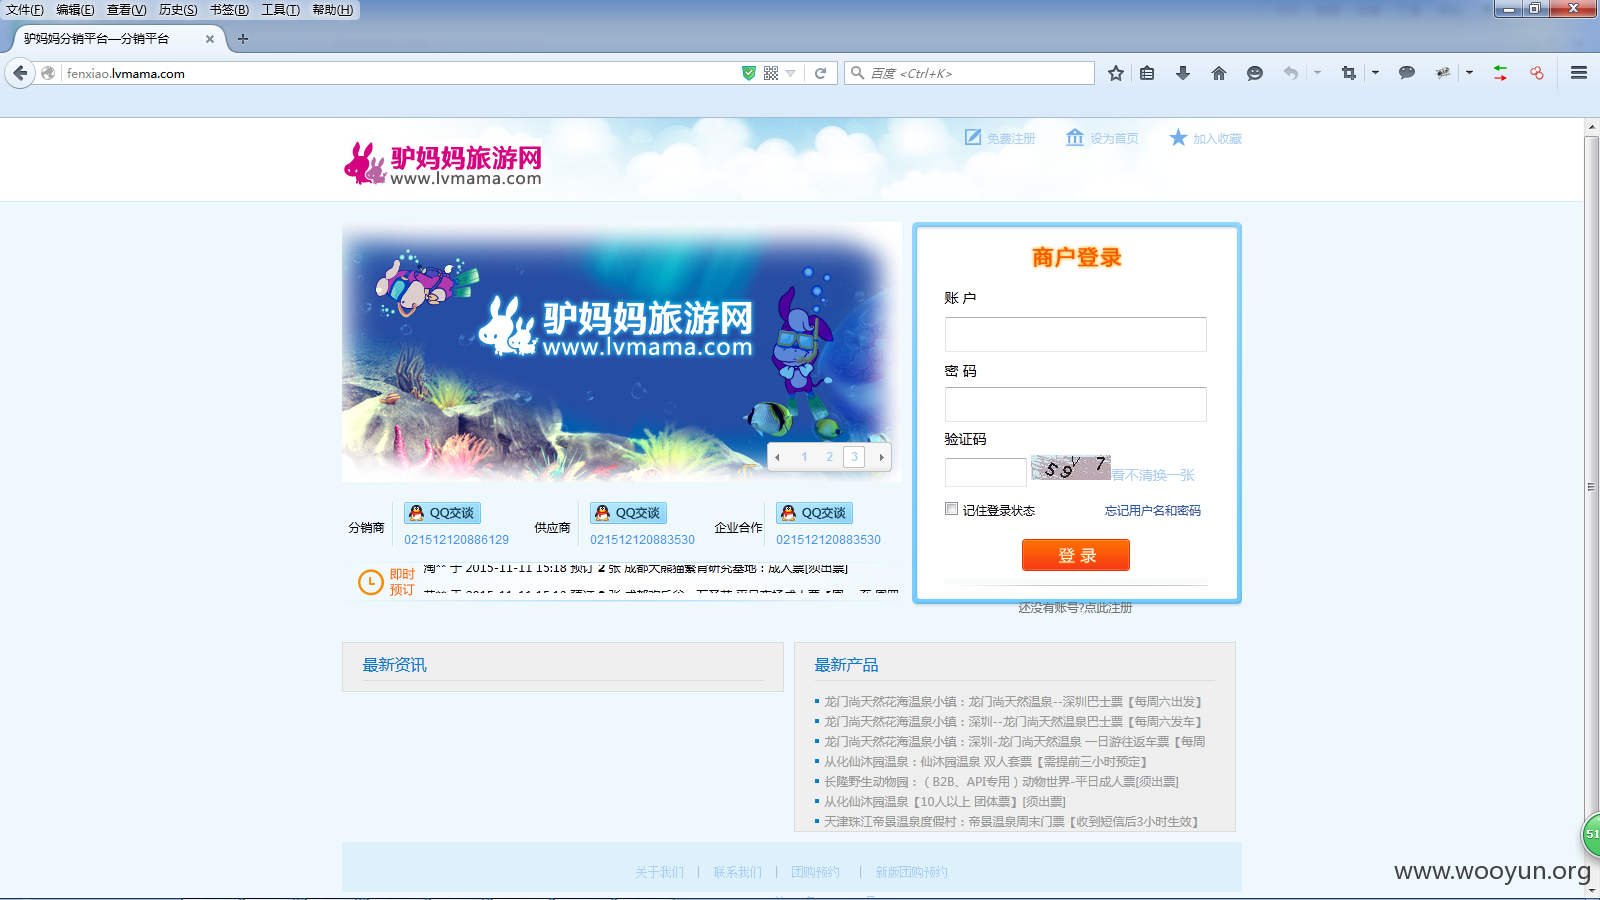 文件(F) 编辑(E) 查看(V) 历史(S) 书签(B) 工具(T) 帮助(H)
驴妈妈分销平台—分销平台
fenxiao.lvmama.com
百度 <Ctrl+K>
驴妈妈旅游网
www.lvmama.com
免费注册 设为首页 加入收藏
驴妈妈旅游网
www.lvmama.com
1 2 3
商户登录
账 户
密 码
验证码
59V7 看不清换一张
记住登录状态 忘记用户名和密码
登 录
还没有账号?点此注册
分销商 QQ交谈 021512120886129
供应商 QQ交谈 021512120883530
企业合作 QQ交谈 021512120883530
即时
预订
淘** 于 2015-11-11 15:18 预订 2 张 成都大熊猫繁育研究基地：成人票[须出票]
最新资讯
最新产品
龙门尚天然花海温泉小镇：龙门尚天然温泉--深圳巴士票【每周六出发】
龙门尚天然花海温泉小镇：深圳--龙门尚天然温泉巴士票【每周六发车】
龙门尚天然花海温泉小镇：深圳-龙门尚天然温泉 一日游往返车票【每周
从化仙沐园温泉：仙沐园温泉 双人套票【需提前三小时预定】
长隆野生动物园：（B2B、API专用）动物世界-平日成人票[须出票]
从化仙沐园温泉【10人以上 团体票】[须出票]
天津珠江帝景温泉度假村：帝景温泉周末门票【收到短信后3小时生效】
51
关于我们 | 联系我们 | 团购预约 | 新版团购预约
www.wooyun.org